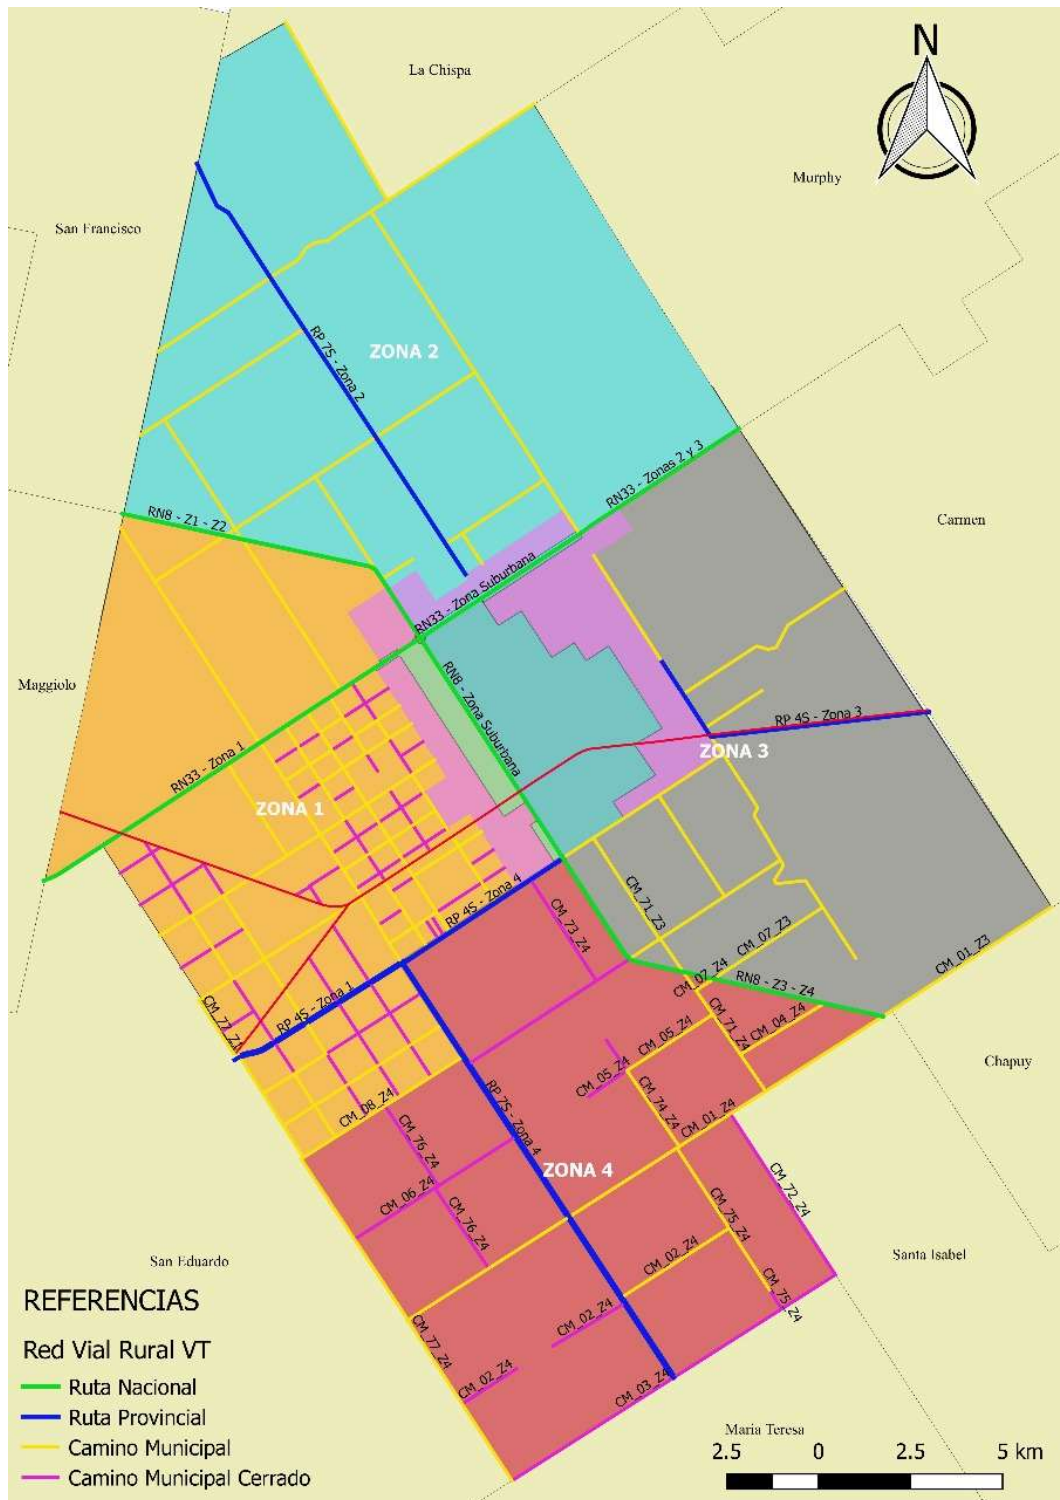 N
La Chispa
Murphy
San Francisco
RP 7S - Zona 2
ZONA 2
RN33 - Zonas 2 y 3
RN8 - Z1 - Z2
Carmen
RN33 - Zona Suburbana
Maggiolo
RN8 - Zona Suburbana
RP 4S - Zona 3
RN33 - Zona 1
ZONA 3
ZONA 1
RP 4S - Zona 4
CM_71_Z3
CM_73_Z4
CM_07_Z3
CM_01_Z3
CM_07_Z4
RN8 - Z3 - Z4
CM_77_Z1
RP 4S - Zona 1
CM_71_Z4
CM_04_Z4
CM_05_Z4
CM_05_Z4
Chapuy
CM_08_Z4
RP 7S - Zona 4
CM_74_Z4
CM_01_Z4
CM_76_Z4
ZONA 4
CM_72_Z4
CM_06_Z4
CM_76_Z4
CM_75_Z4
San Eduardo
CM_02_Z4
Santa Isabel
CM_75_Z4
CM_02_Z4
CM_77_Z4
CM_02_Z4
CM_03_Z4
REFERENCIAS
Red Vial Rural VT
Ruta Nacional
Ruta Provincial
Camino Municipal
Camino Municipal Cerrado
María Teresa
2.5 0 2.5 5 km